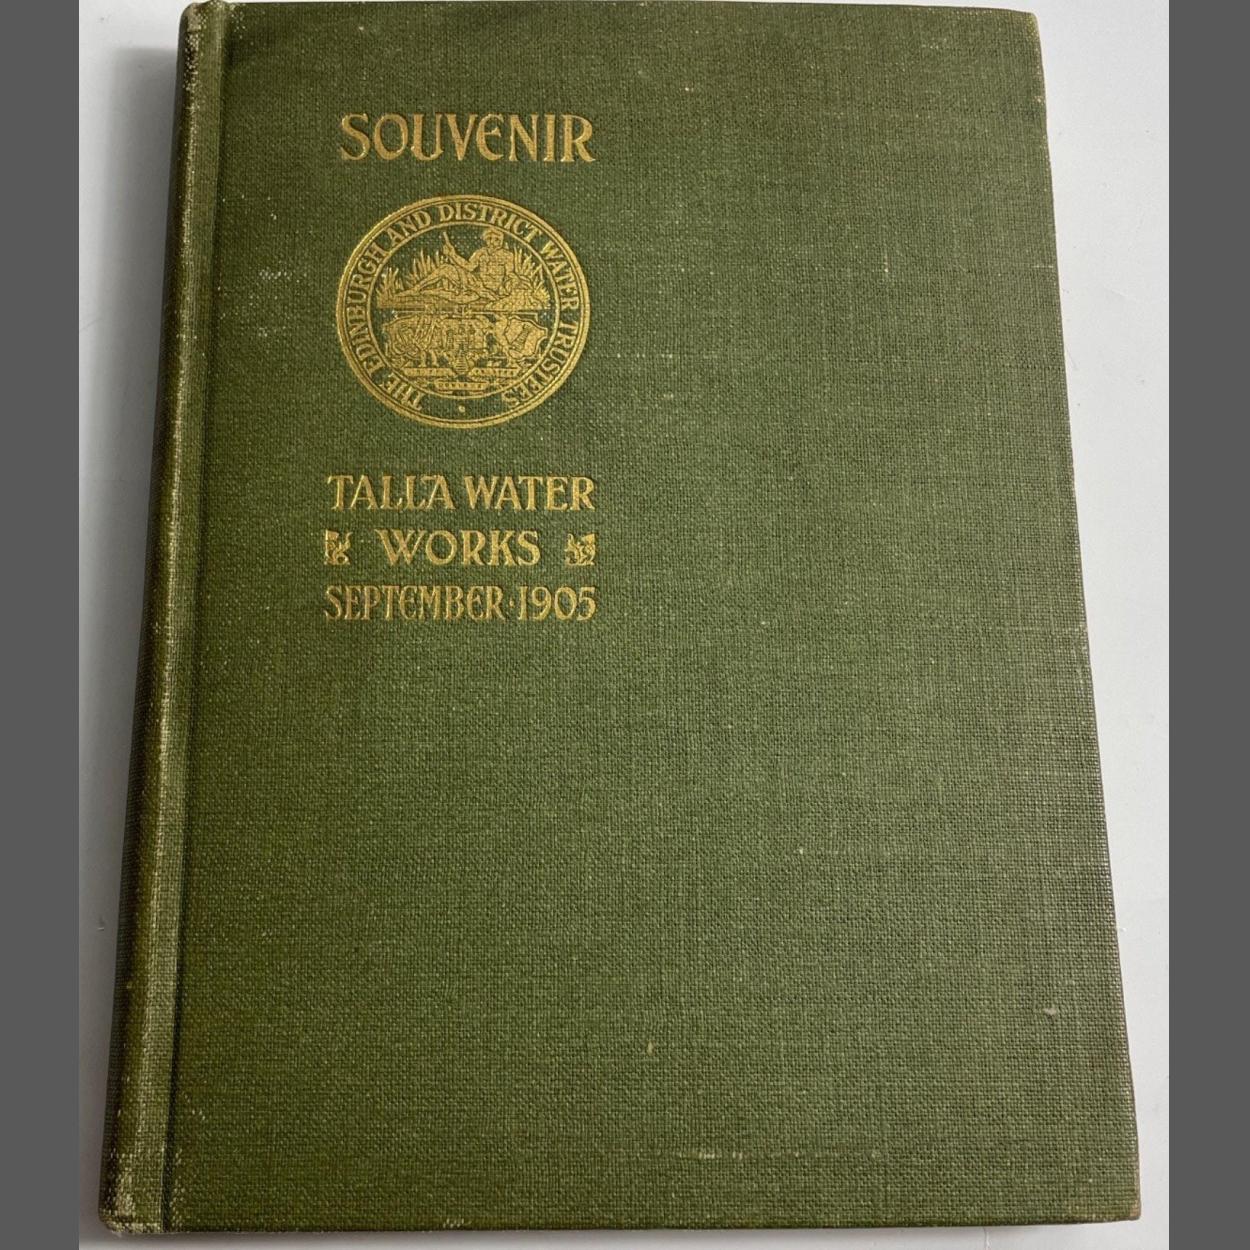 SOUVENIR
THE EDINBURGH AND DISTRICT WATER TRUSTEES
TALLA WATER
WORKS
SEPTEMBER·1905